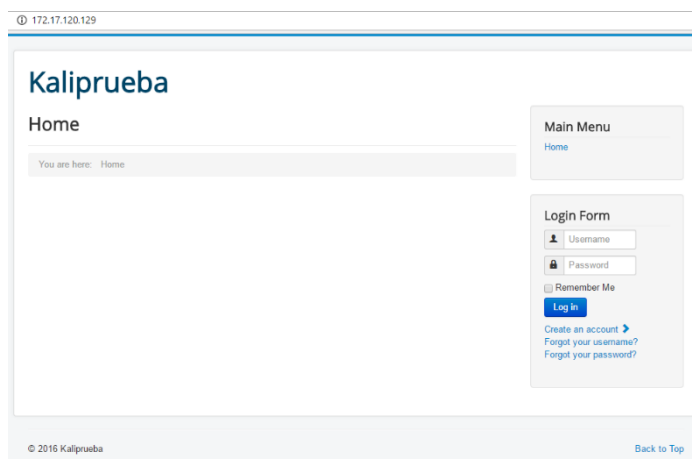 172.17.120.129
Kaliprueba
Home
You are here: Home
Main Menu
Home
Login Form
Username
Password
Remember Me
Log in
Create an account
Forgot your username?
Forgot your password?
© 2016 Kaliprueba
Back to Top